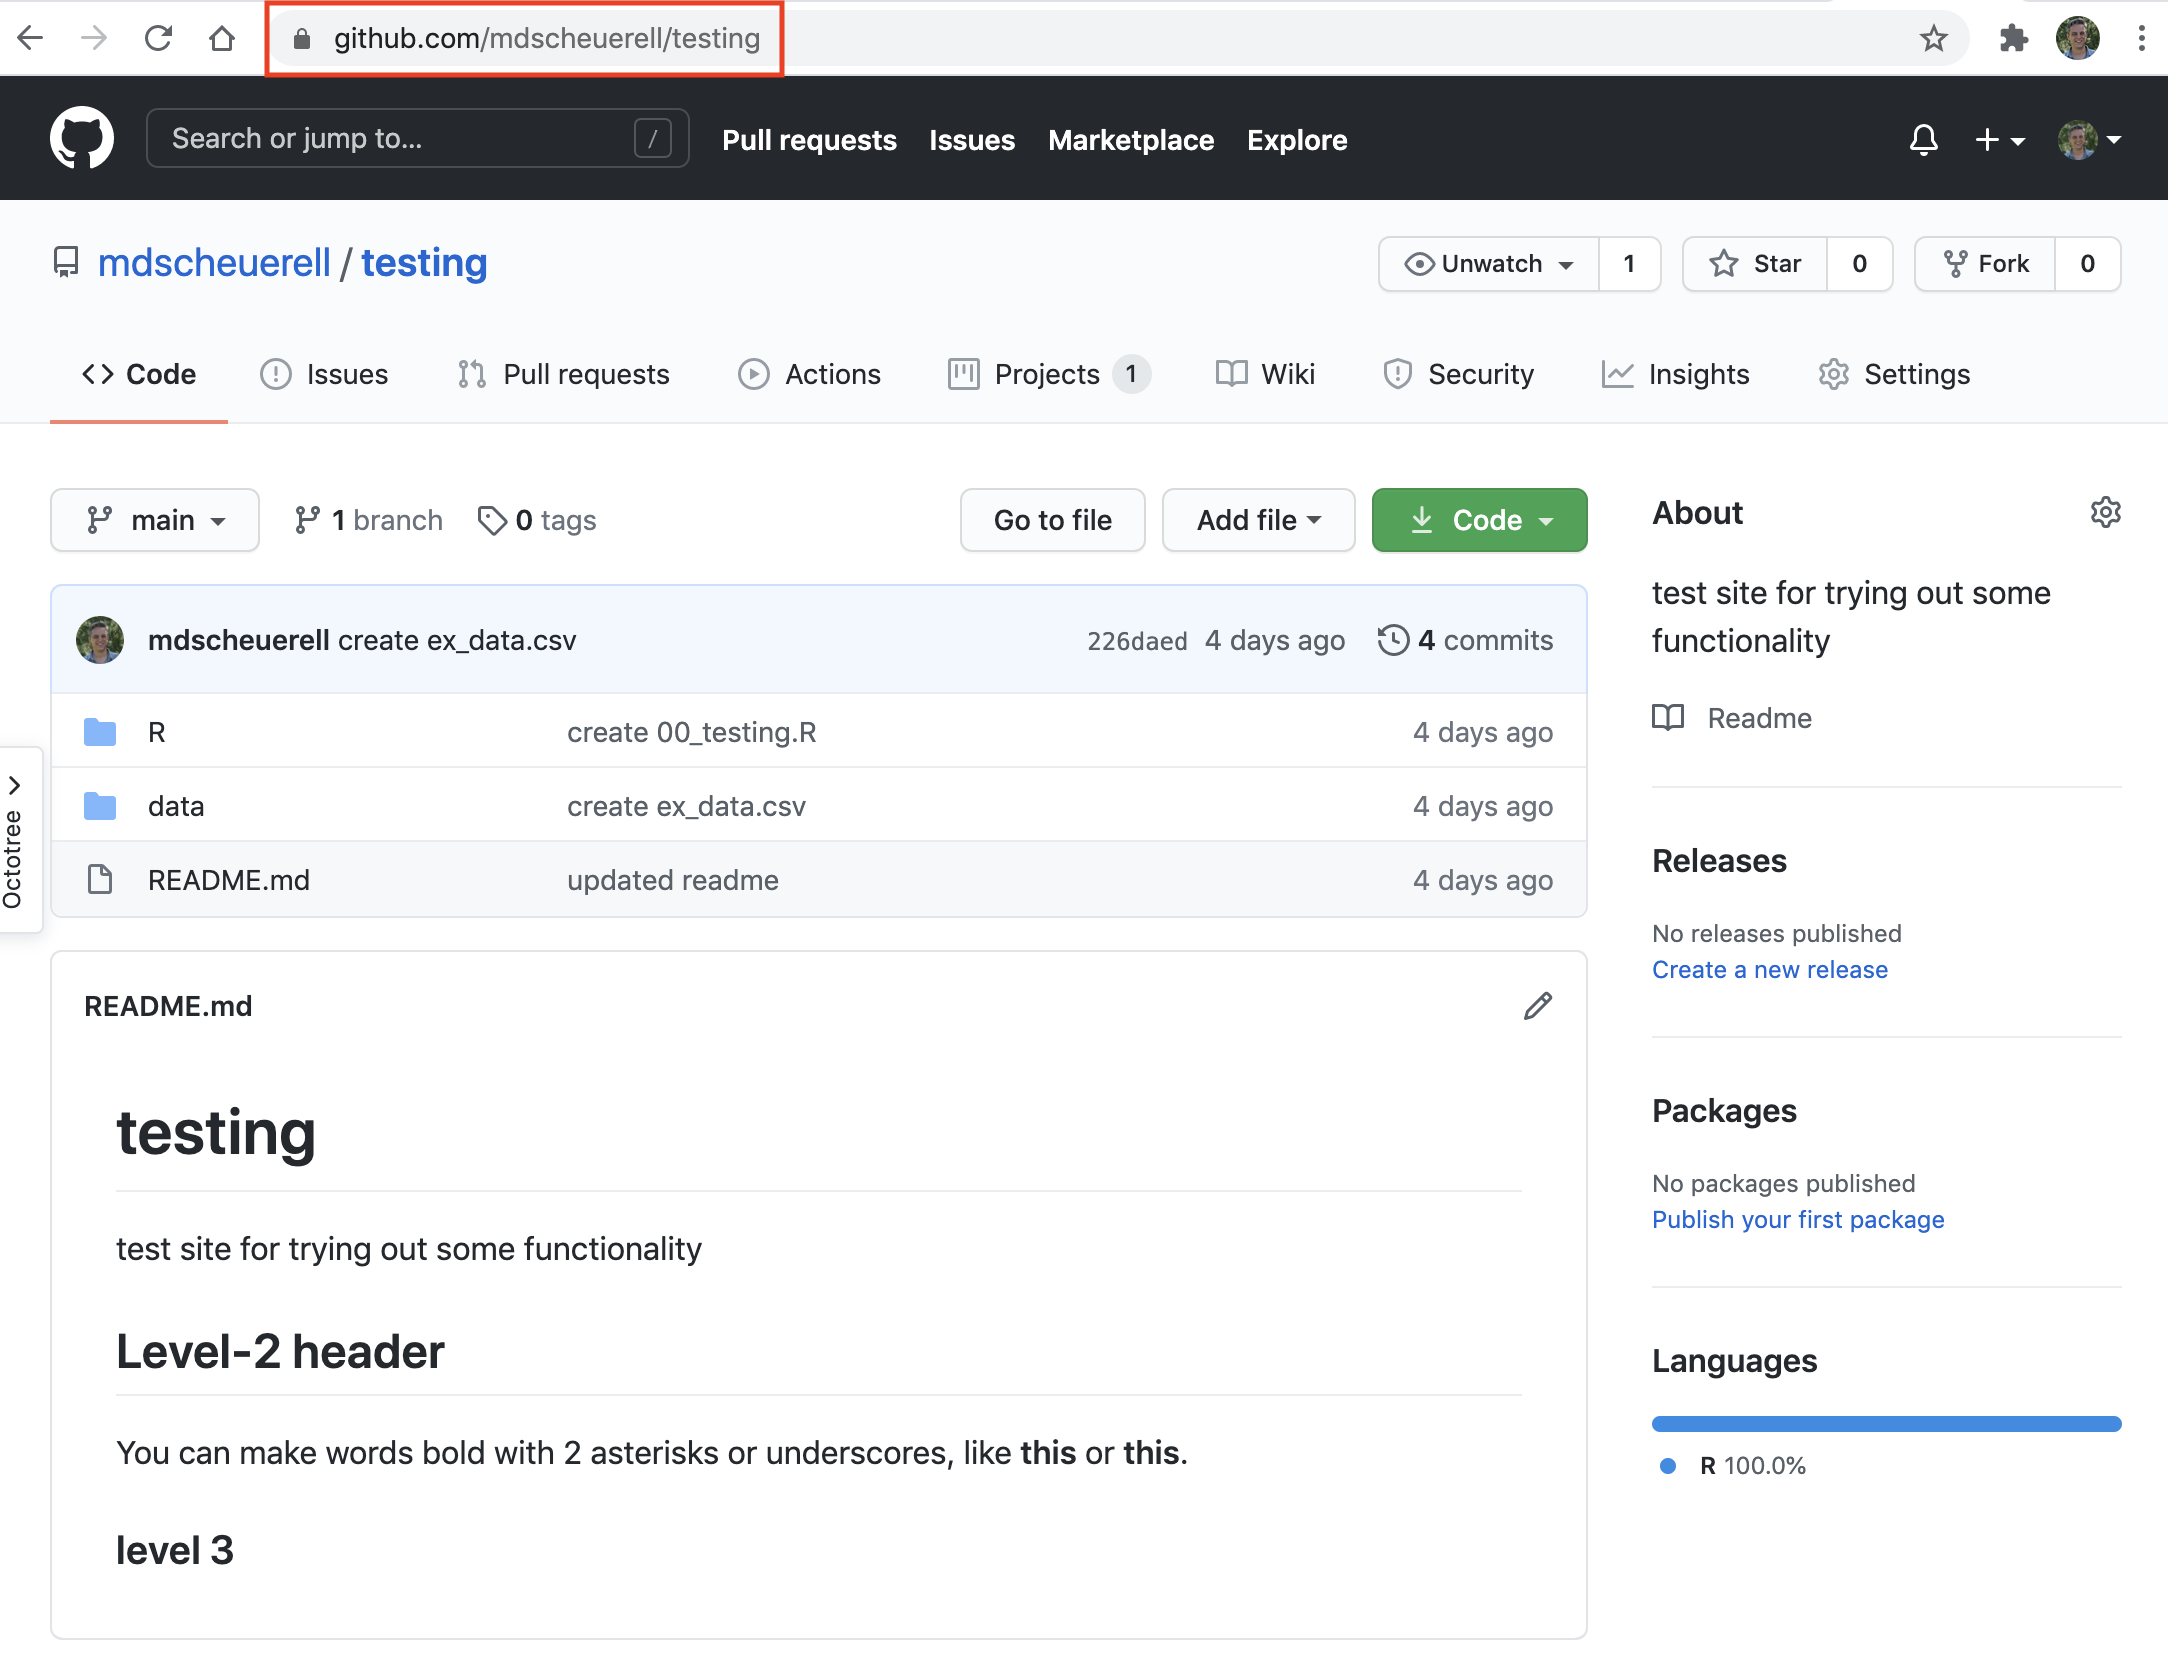 github.com/mdscheuerell/testing
Search or jump to... /
Pull requests Issues Marketplace Explore
mdscheuerell / testing
Unwatch 1 Star 0 Fork 0
Code Issues Pull requests Actions Projects 1 Wiki Security Insights Settings
main 1 branch 0 tags Go to file Add file Code
mdscheuerell create ex_data.csv 226daed 4 days ago 4 commits
R create 00_testing.R 4 days ago
data create ex_data.csv 4 days ago
README.md updated readme 4 days ago
Octotree
README.md
testing
test site for trying out some functionality
Level-2 header
You can make words bold with 2 asterisks or underscores, like this or this.
level 3
About
test site for trying out some
functionality
Readme
Releases
No releases published
Create a new release
Packages
No packages published
Publish your first package
Languages
R 100.0%